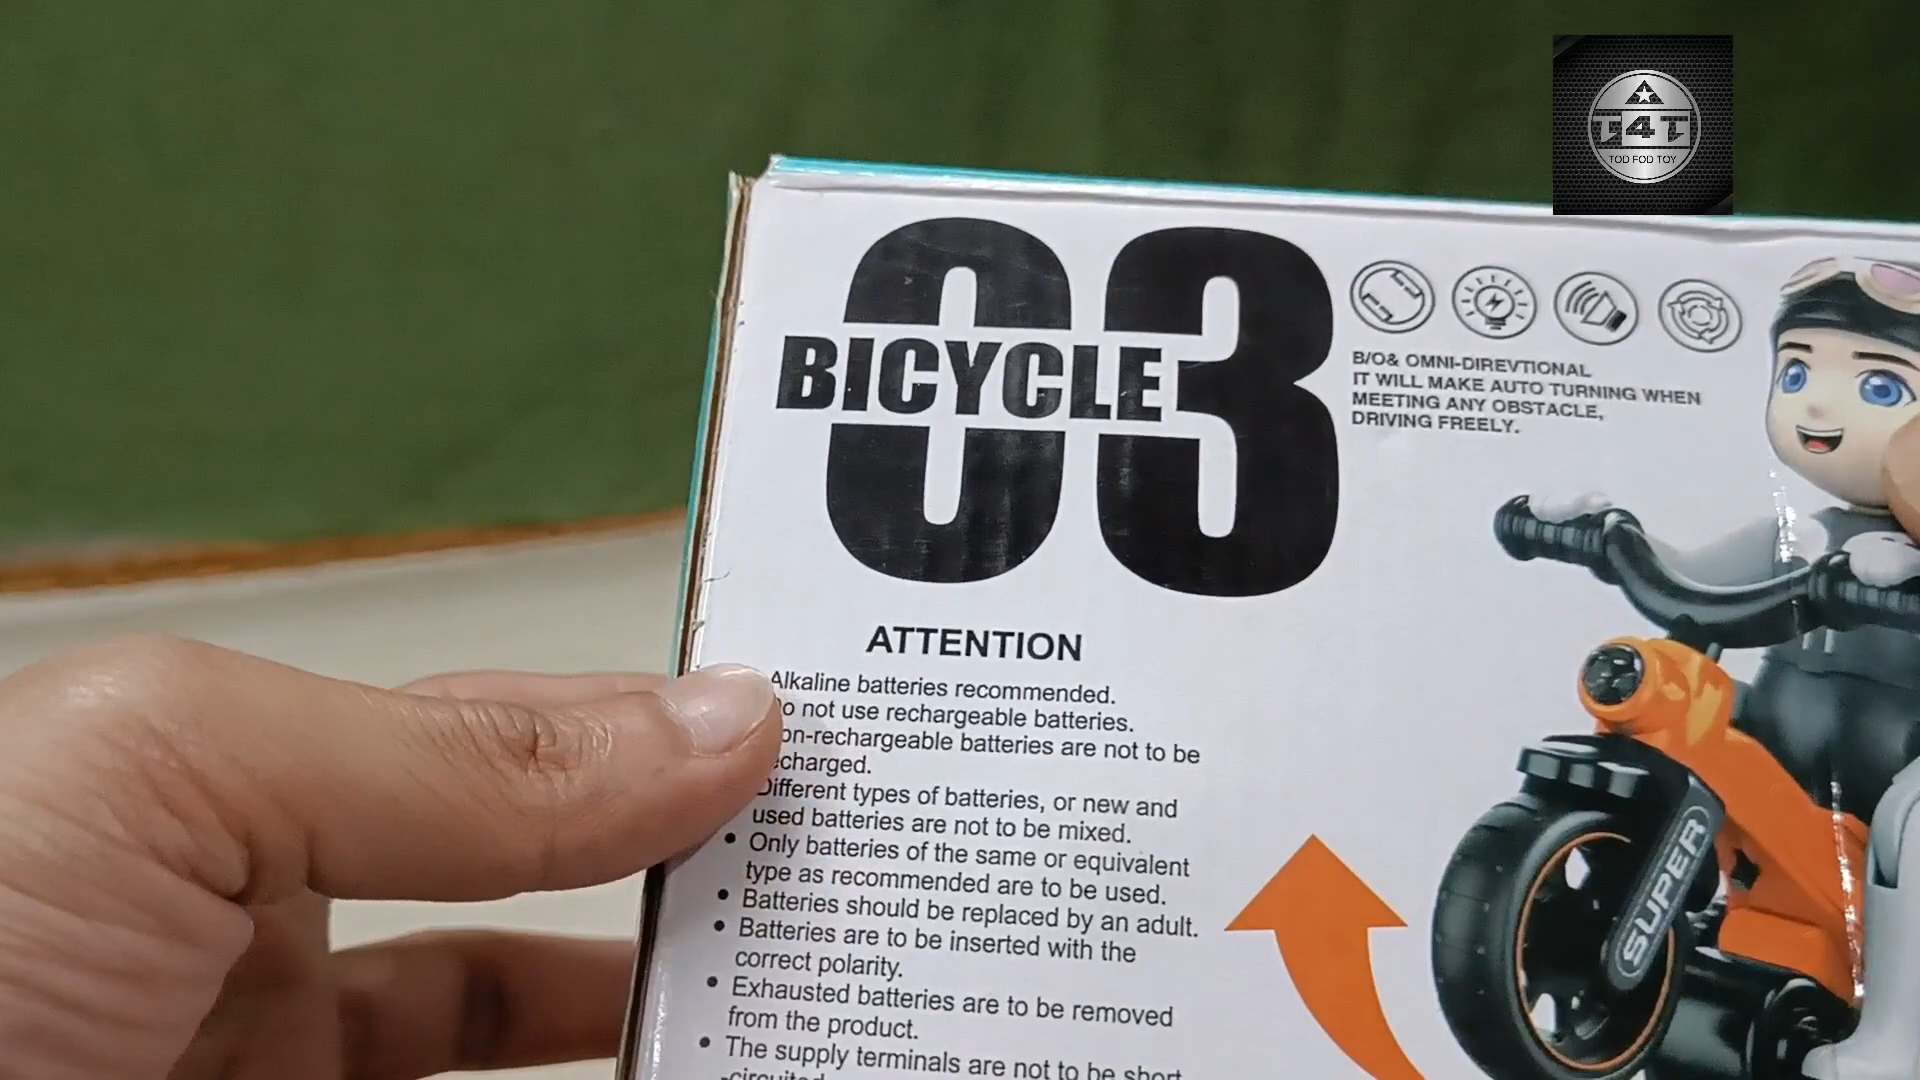 T4T
TOD FOD TOY
03
BICYCLE
B/O& OMNI-DIREVTIONAL
IT WILL MAKE AUTO TURNING WHEN
MEETING ANY OBSTACLE,
DRIVING FREELY.
ATTENTION
Alkaline batteries recommended.
o not use rechargeable batteries.
on-rechargeable batteries are not to be
echarged.
Different types of batteries, or new and
used batteries are not to be mixed.
• Only batteries of the same or equivalent
type as recommended are to be used.
• Batteries should be replaced by an adult.
• Batteries are to be inserted with the
correct polarity.
• Exhausted batteries are to be removed
from the product.
• The supply terminals are not to be short
-circuited
SUPER